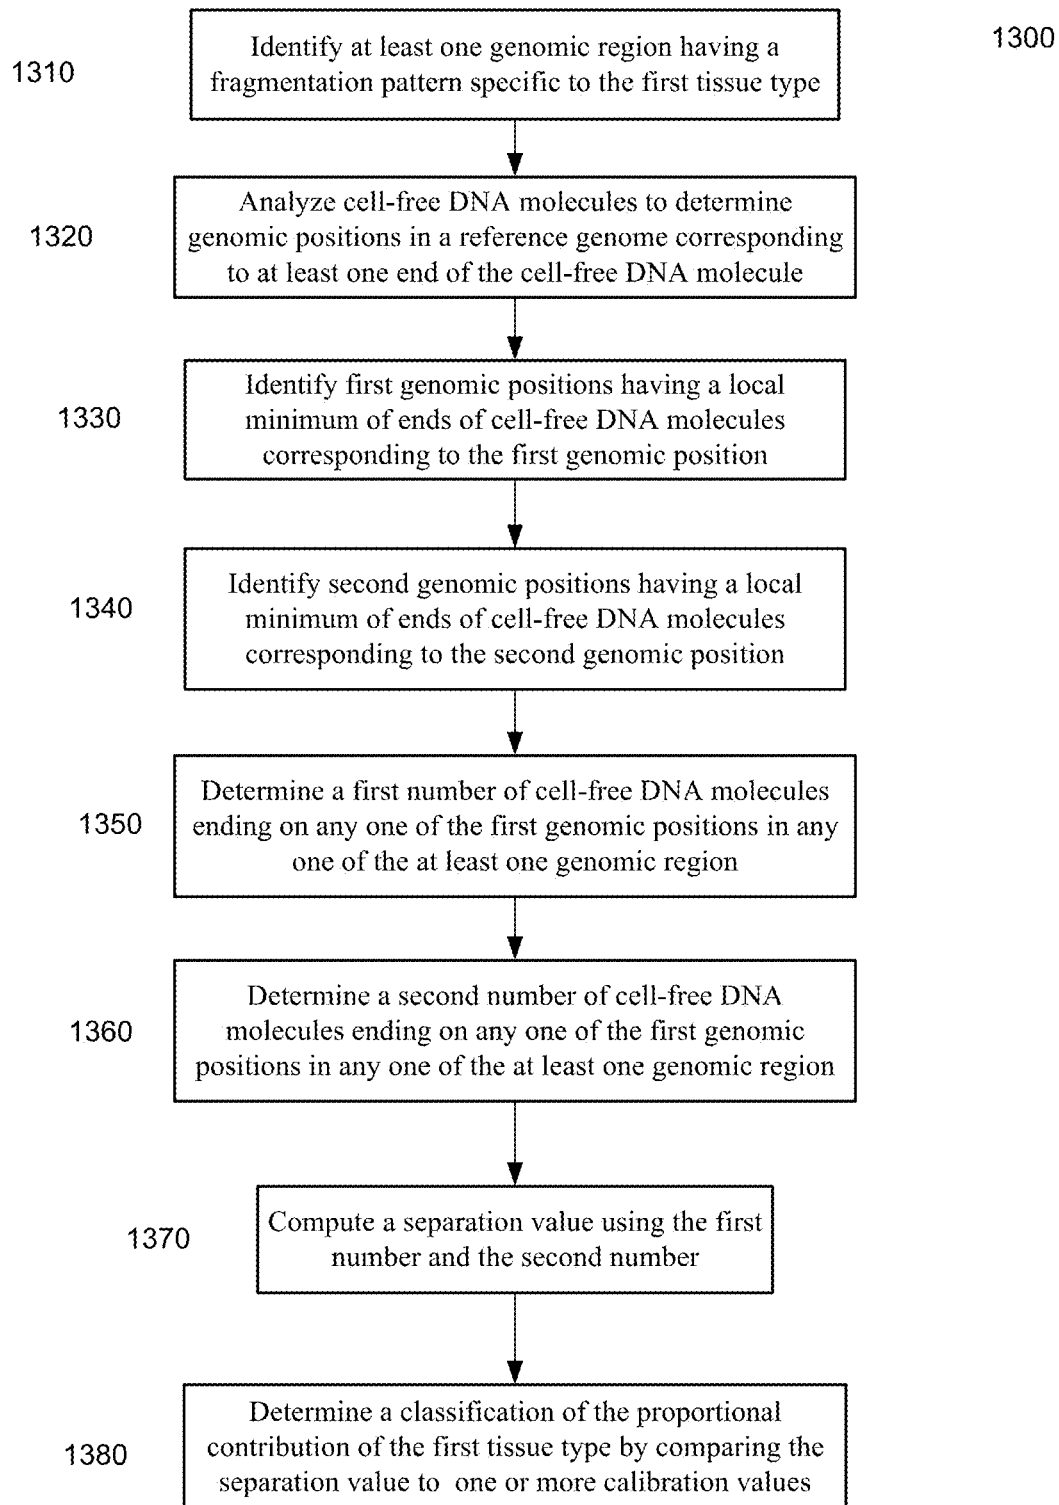 1300
1310
Identify at least one genomic region having a
fragmentation pattern specific to the first tissue type
1320
Analyze cell-free DNA molecules to determine
genomic positions in a reference genome corresponding
to at least one end of the cell-free DNA molecule
1330
Identify first genomic positions having a local
minimum of ends of cell-free DNA molecules
corresponding to the first genomic position
1340
Identify second genomic positions having a local
minimum of ends of cell-free DNA molecules
corresponding to the second genomic position
1350
Determine a first number of cell-free DNA molecules
ending on any one of the first genomic positions in any
one of the at least one genomic region
1360
Determine a second number of cell-free DNA
molecules ending on any one of the first genomic
positions in any one of the at least one genomic region
1370
Compute a separation value using the first
number and the second number
1380
Determine a classification of the proportional
contribution of the first tissue type by comparing the
separation value to one or more calibration values